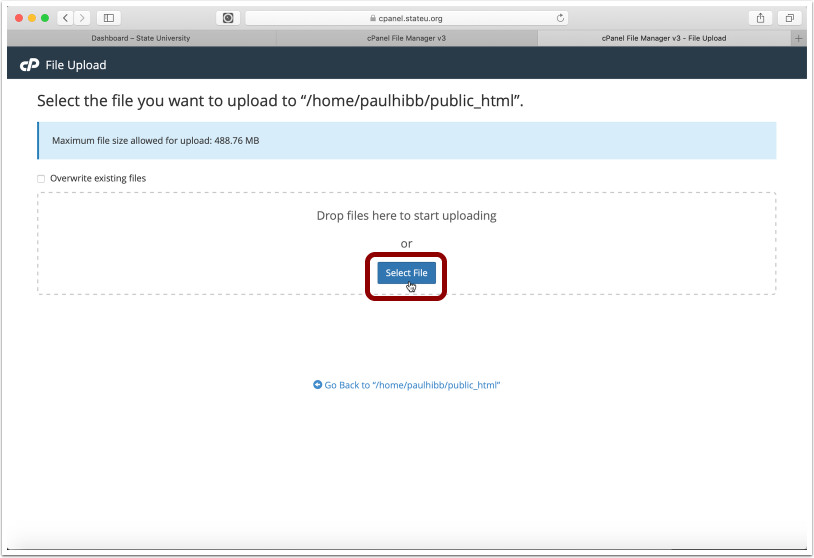 cpanel.stateu.org
Dashboard – State University
cPanel File Manager v3
cPanel File Manager v3 - File Upload
cP File Upload
Select the file you want to upload to “/home/paulhibb/public_html”.
Maximum file size allowed for upload: 488.76 MB
Overwrite existing files
Drop files here to start uploading
or
Select File
Go Back to “/home/paulhibb/public_html”